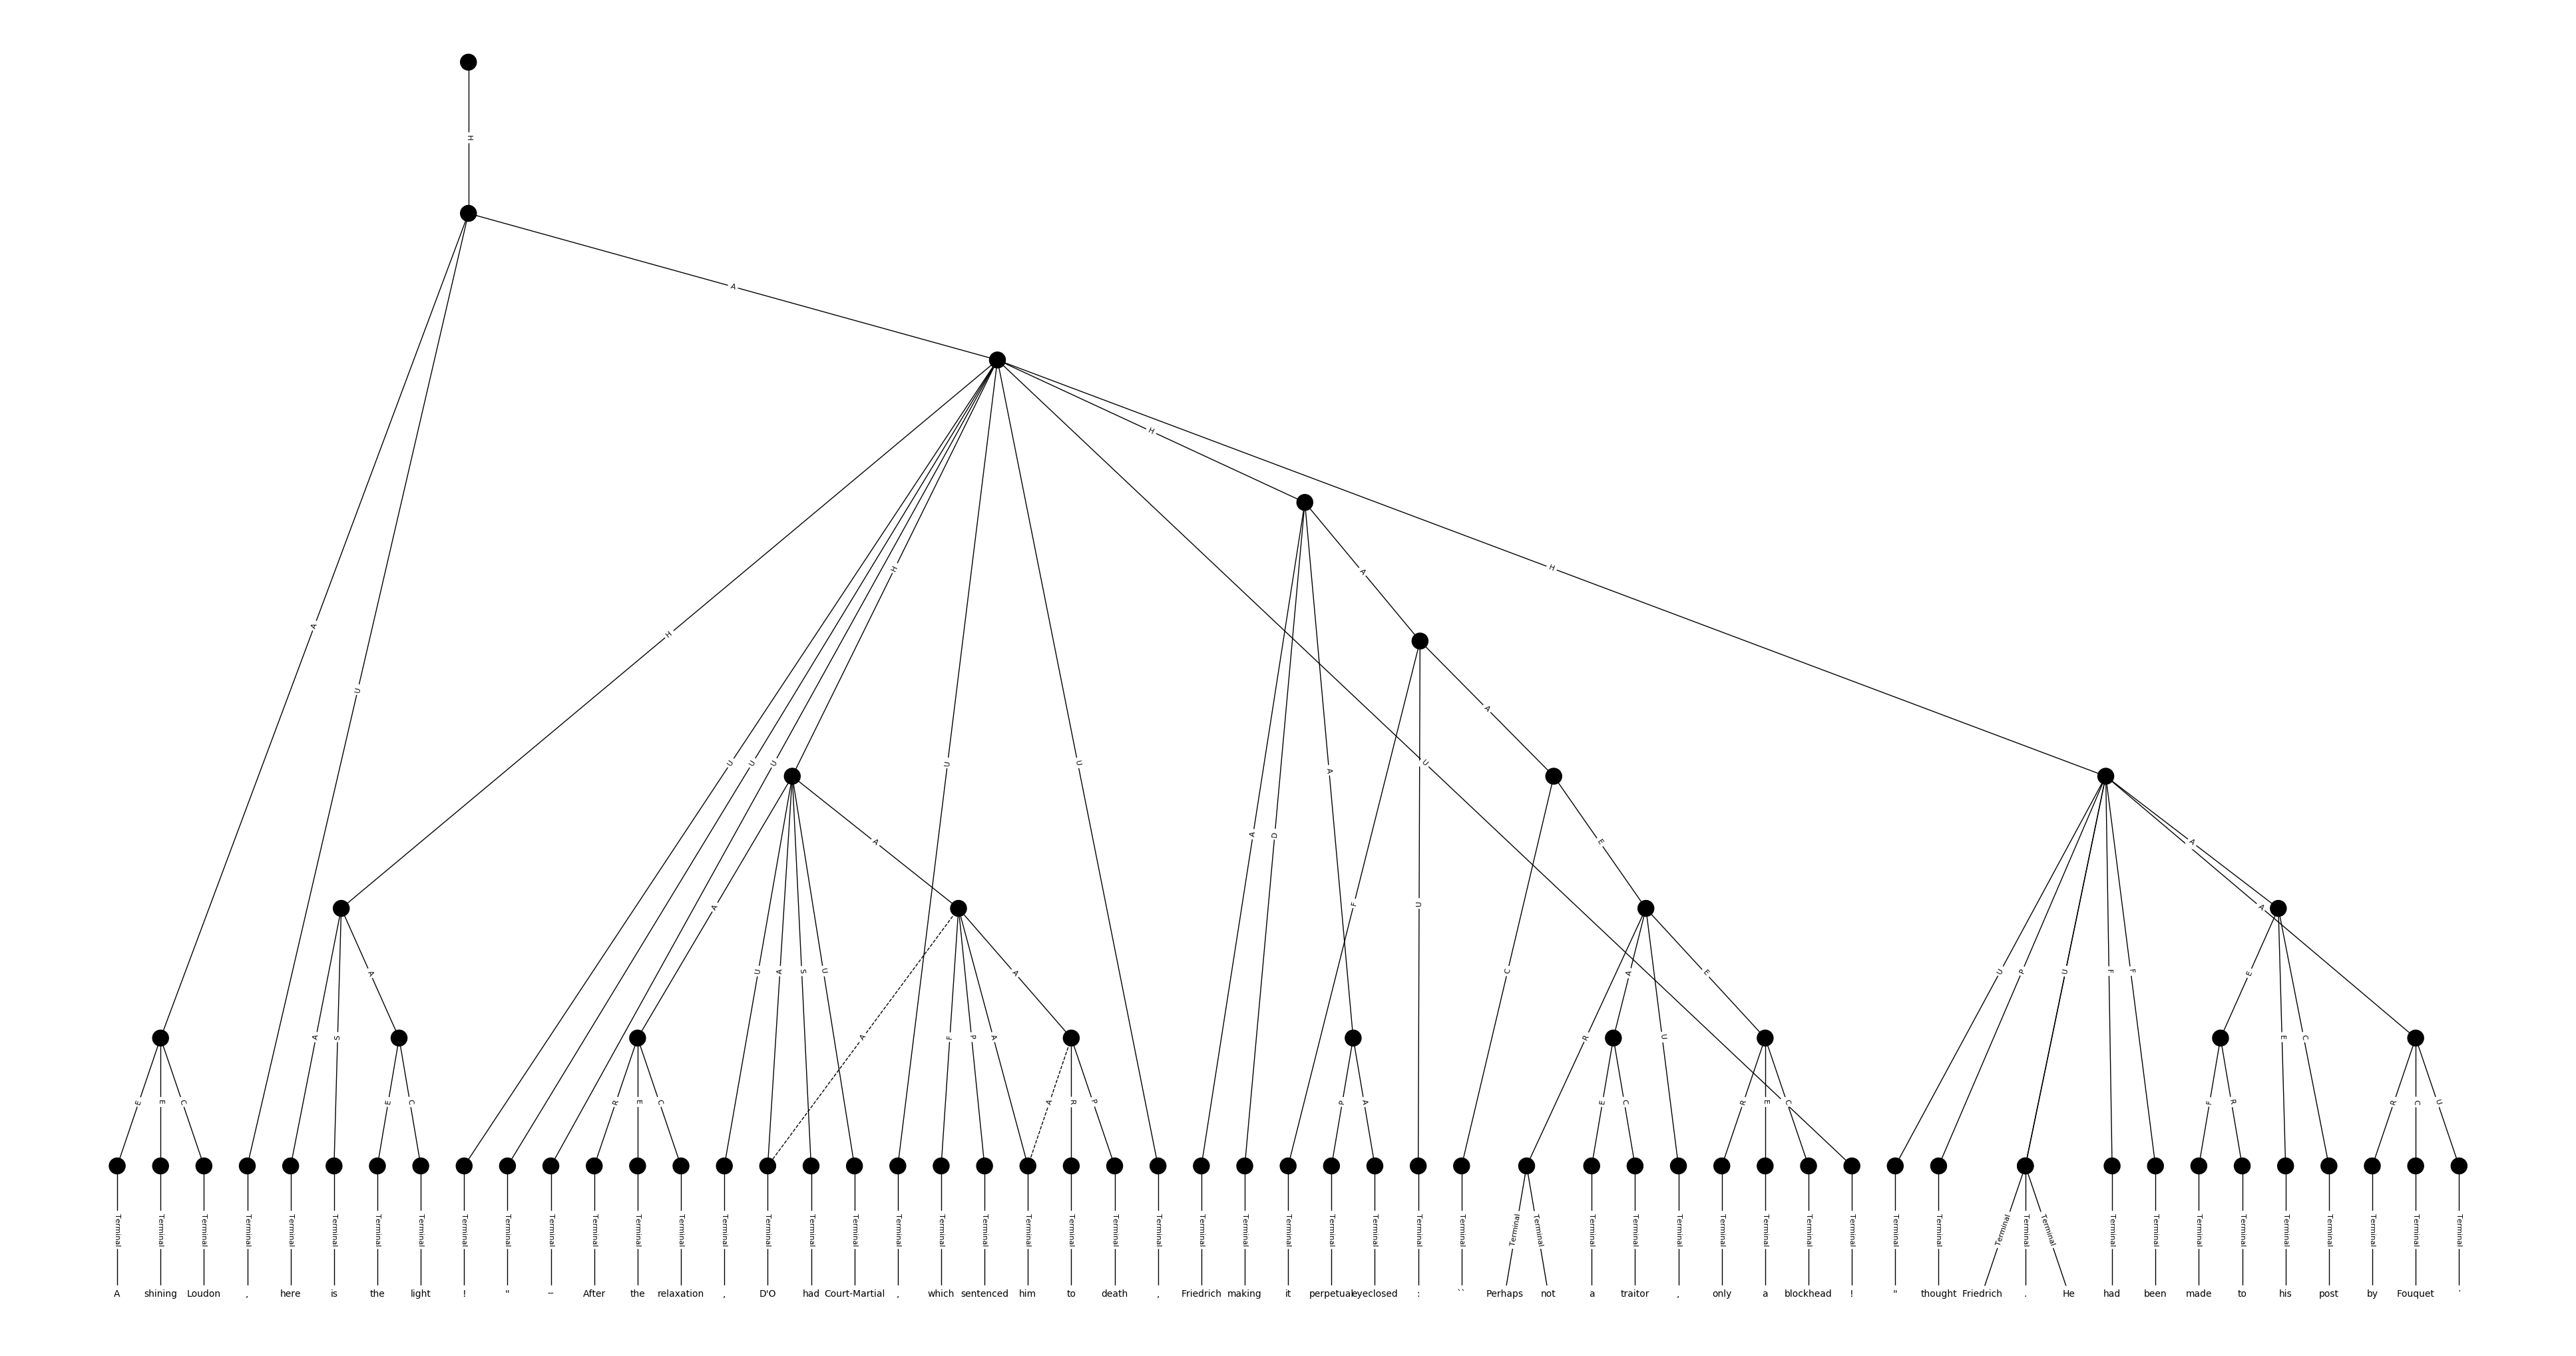 H
A
H
H
A
A
H
A
U
A
H
U
U
U
U
U
U
A
A
D
A
A
E
A
A
F
U
A
A
S
A
U
A
S
U
A
C
R
A
U
E
U
P
U
F
F
E
E
C
A
F
P
A
E
E
C
E
C
R
E
C
A
R
P
P
A
E
C
R
E
C
F
R
R
C
U
Terminal Terminal Terminal Terminal Terminal Terminal Terminal Terminal Terminal Terminal Terminal Terminal Terminal Terminal Terminal Terminal Terminal Terminal Terminal Terminal Terminal Terminal Terminal Terminal Terminal Terminal Terminal Terminal Terminal Terminal Terminal Terminal Terminal Terminal Terminal Terminal Terminal Terminal Terminal Terminal Terminal Terminal Terminal Terminal Terminal Terminal Terminal Terminal Terminal Terminal Terminal Terminal Terminal Terminal Terminal
A shining Loudon , here is the light ! " -- After the relaxation , D'O had Court-Martial , which sentenced him to death , Friedrich making it perpetual eyeclosed : `` Perhaps not a traitor , only a blockhead ! " thought Friedrich . He had been made to his post by Fouquet '